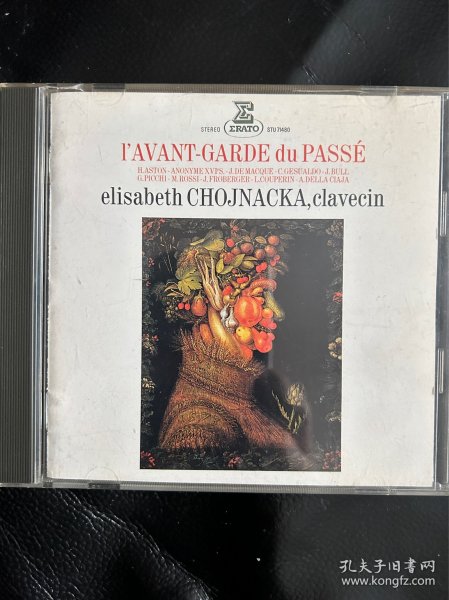 STEREO ERATO STU 71480
l'AVANT-GARDE du PASSÉ
H.ASTON - ANONYME XVIᵉS. - J.DE MACQUE - C.GESUALDO - J.BULL
G.PICCHI - M.ROSSI - J.FROBERGER - L.COUPERIN - A.DELLA CIAJA
elisabeth CHOJNACKA, clavecin
孔夫子旧书网
www.kongfz.com